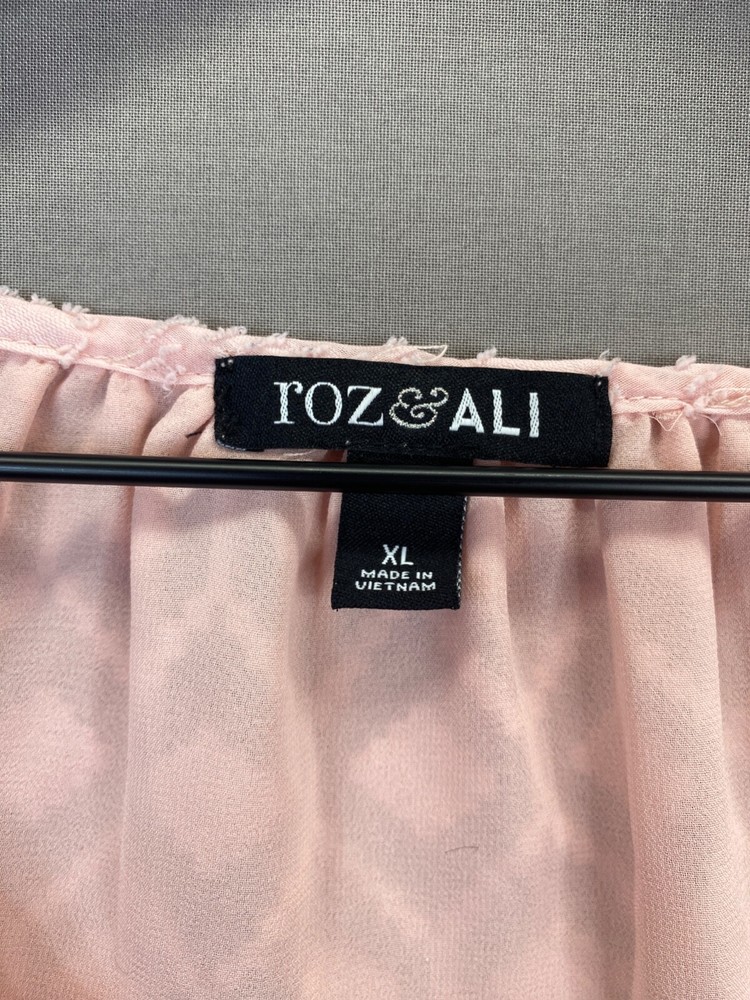 roz & ALI
XL
MADE IN
VIETNAM